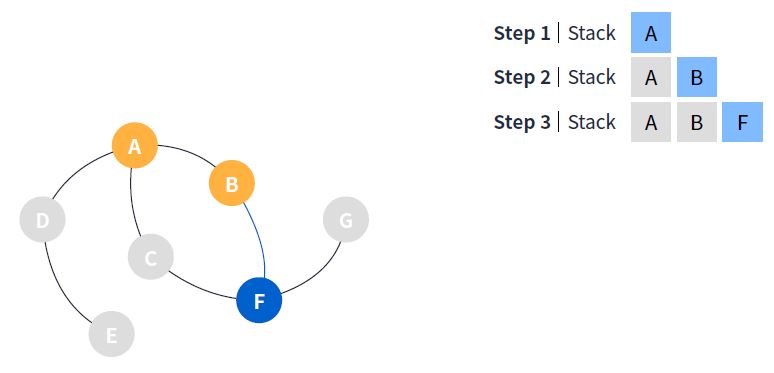 Step 1 | Stack A
Step 2 | Stack A B
Step 3 | Stack A B F
A
B
D
G
C
F
E